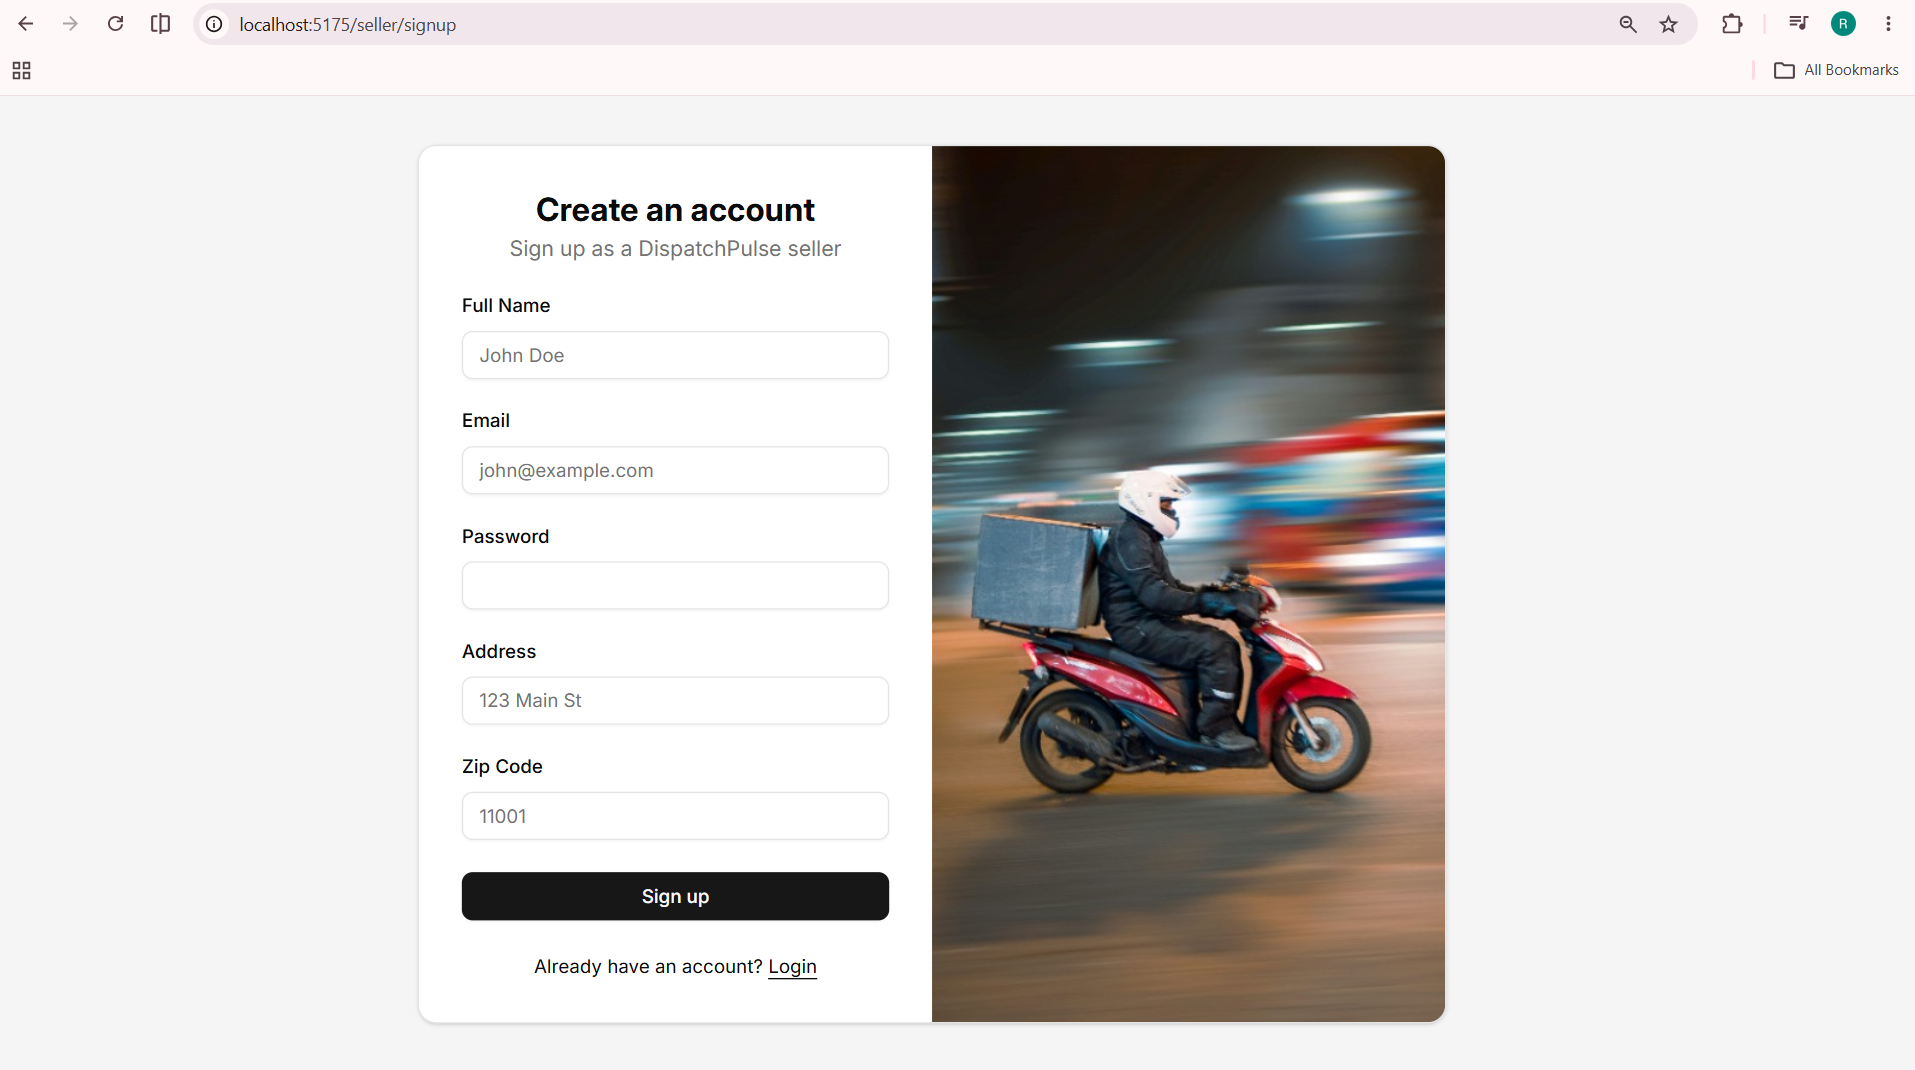 localhost:5175/seller/signup
R
All Bookmarks
Create an account
Sign up as a DispatchPulse seller
Full Name
John Doe
Email
john@example.com
Password
Address
123 Main St
Zip Code
11001
Sign up
Already have an account? Login